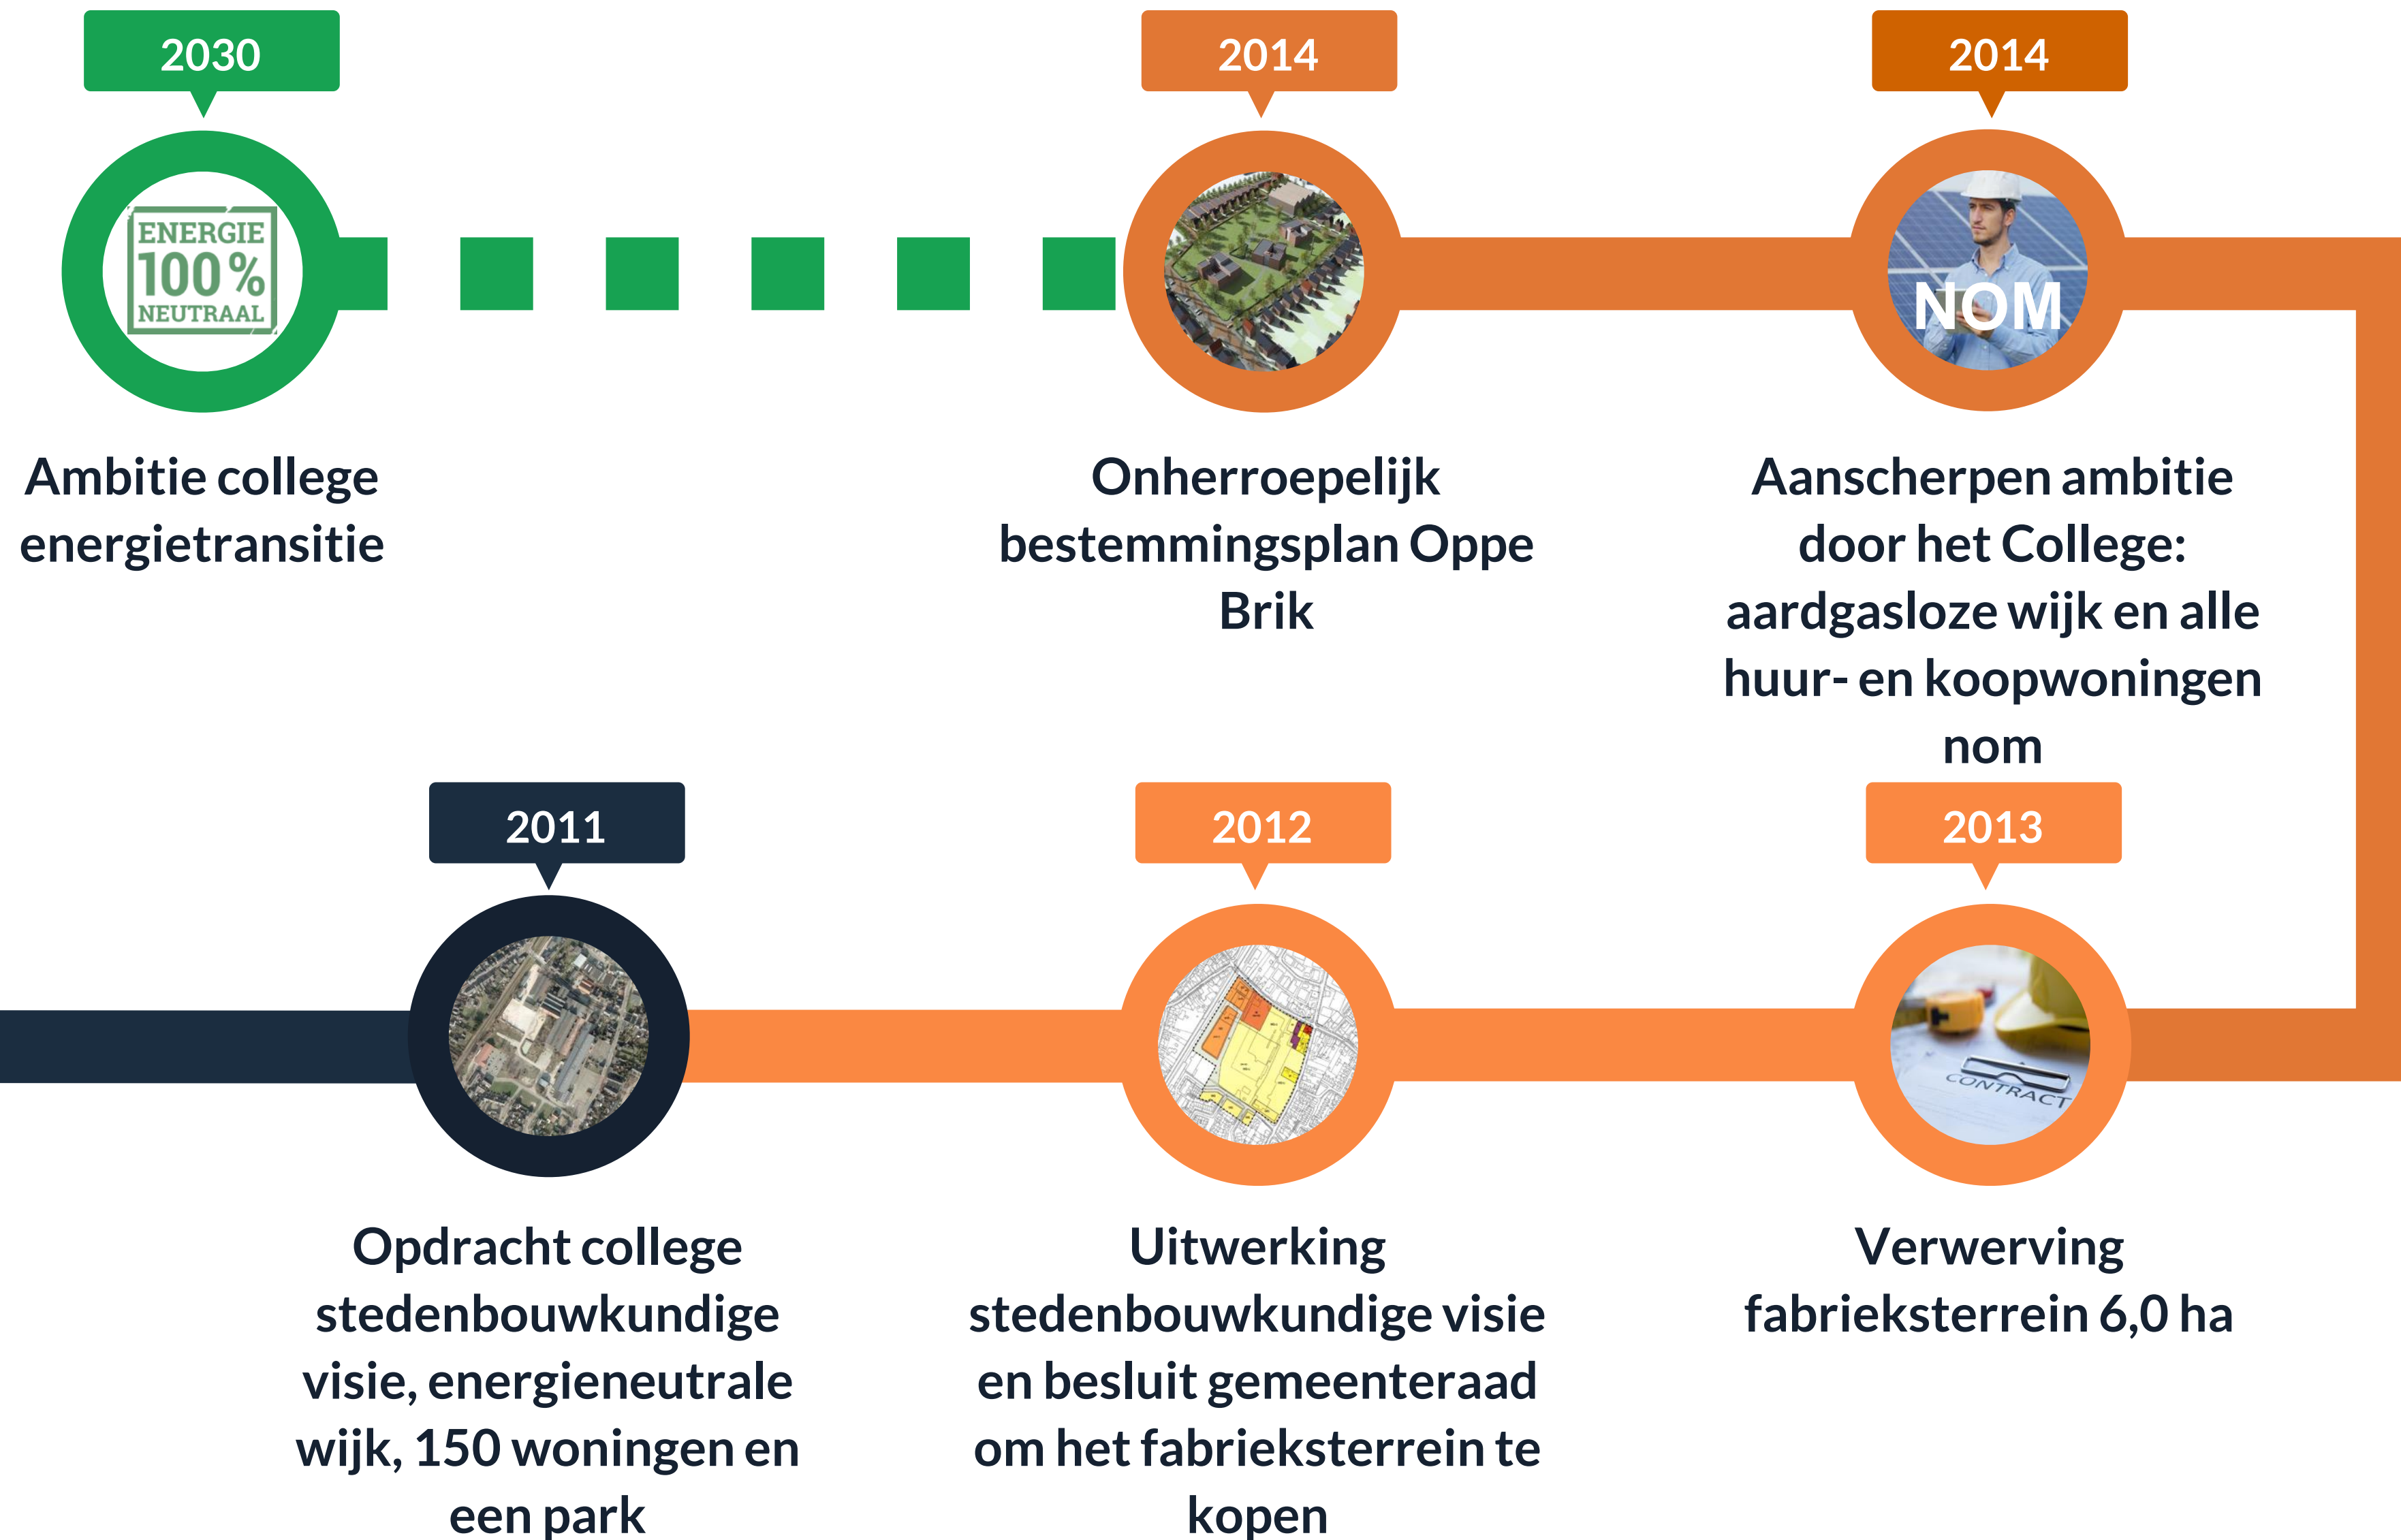 2030
ENERGIE
100%
NEUTRAAL
Ambitie college
energietransitie
2014
Onherroepelijk
bestemmingsplan Oppe
Brik
2014
NOM
Aanscherpen ambitie
door het College:
aardgasloze wijk en alle
huur- en koopwoningen
nom
2011
Opdracht college
stedenbouwkundige
visie, energieneutrale
wijk, 150 woningen en
een park
2012
Uitwerking
stedenbouwkundige visie
en besluit gemeenteraad
om het fabrieksterrein te
kopen
2013
CONTRACT
Verwerving
fabrieksterrein 6,0 ha